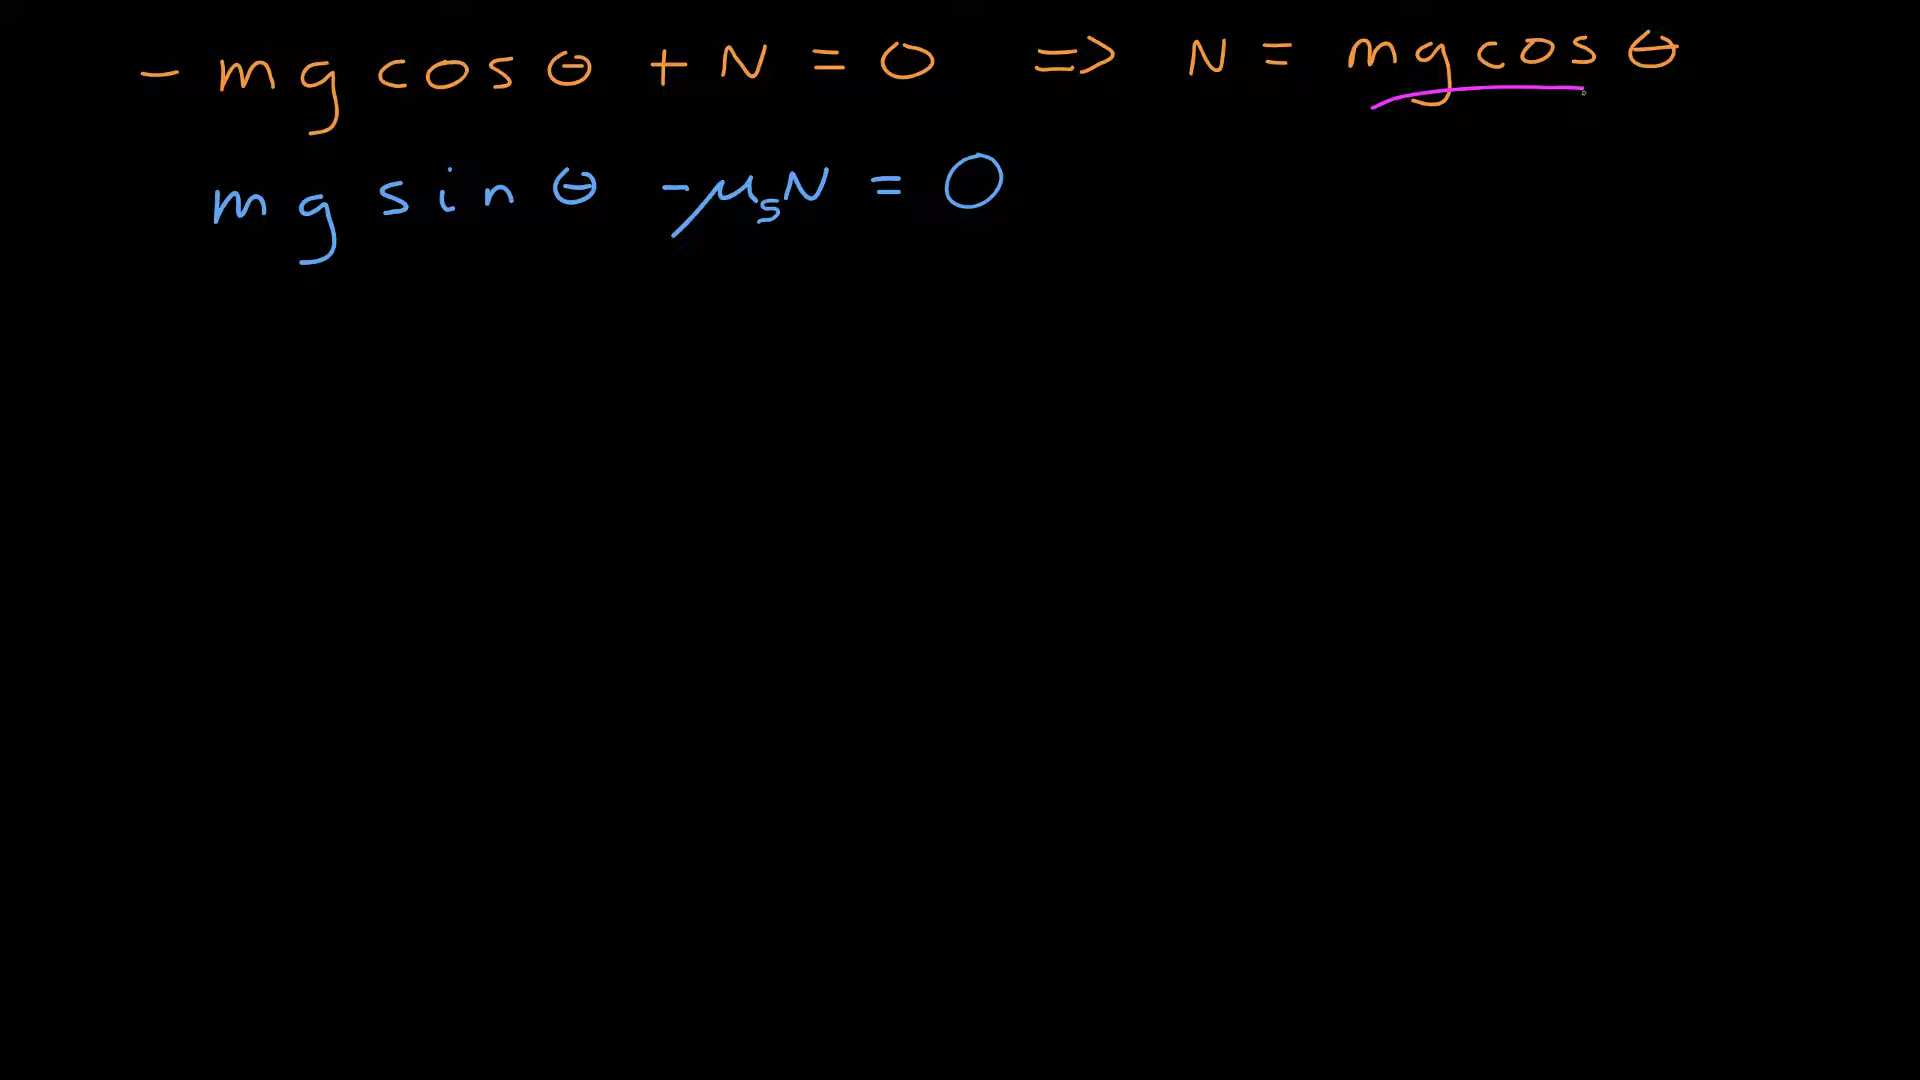 - mg cos θ + N = 0 => N = mg cos θ
mg sin θ - μₛN = 0